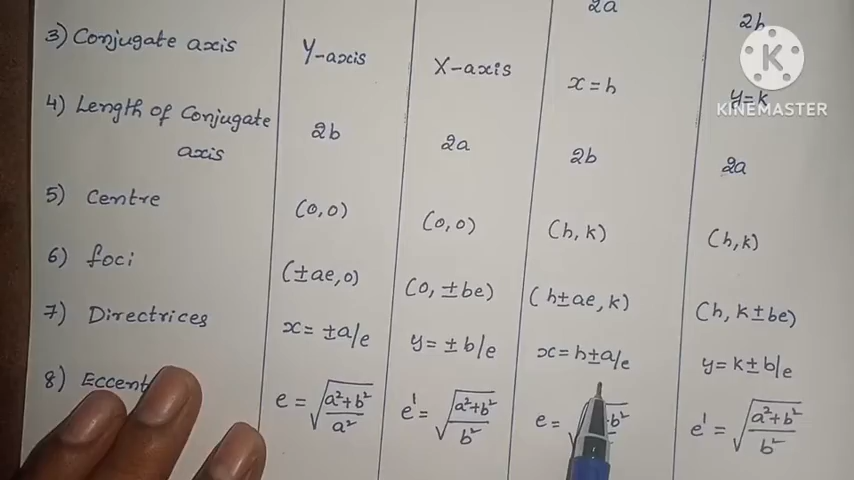 2a
2b
3) Conjugate axis Y-axis X-axis x=h y=k
4) Length of Conjugate axis 2b 2a 2b 2a
5) Centre (0,0) (0,0) (h,k) (h,k)
6) foci (±ae,0) (0,±be) (h±ae,k) (h,k±be)
7) Directrices x=±a/e y=±b/e x=h±a/e y=k±b/e
8) e=√(a²+b²/a²) e'=√(a²+b²/b²) e= e'=√(a²+b²/b²)
K
KINEMASTER